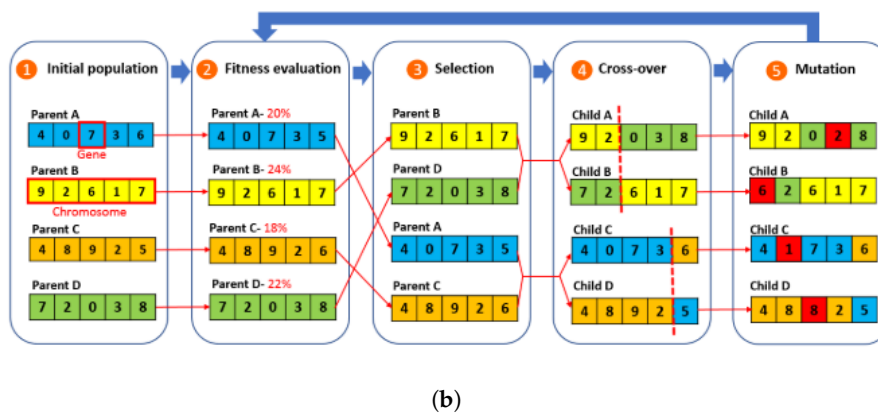 1 Initial population
Parent A
4 0 7 3 6
Gene
Parent B
9 2 6 1 7
Chromosome
Parent C
4 8 9 2 5
Parent D
7 2 0 3 8
2 Fitness evaluation
Parent A- 20%
4 0 7 3 5
Parent B- 24%
9 2 6 1 7
Parent C- 18%
4 8 9 2 6
Parent D- 22%
7 2 0 3 8
3 Selection
Parent B
9 2 6 1 7
Parent D
7 2 0 3 8
Parent A
4 0 7 3 5
Parent C
4 8 9 2 6
4 Cross-over
Child A
9 2 0 3 8
Child B
7 2 6 1 7
Child C
4 0 7 3 6
Child D
4 8 9 2 5
5 Mutation
Child A
9 2 0 2 8
Child B
6 2 6 1 7
Child C
4 1 7 3 6
Child D
4 8 8 2 5
(b)